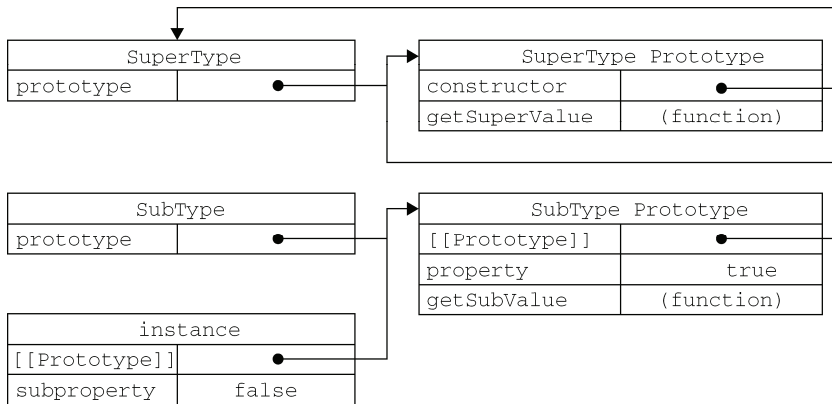 SuperType
prototype
SuperType Prototype
constructor
getSuperValue (function)
SubType
prototype
SubType Prototype
[[Prototype]]
property true
getSubValue (function)
instance
[[Prototype]]
subproperty false